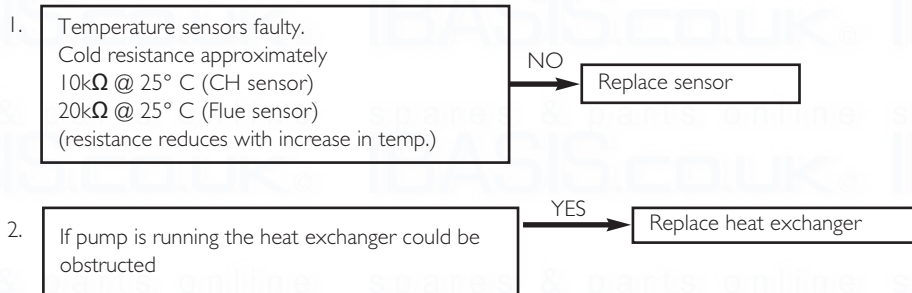 1. Temperature sensors faulty.
Cold resistance approximately
10kΩ @ 25° C (CH sensor)
20kΩ @ 25° C (Flue sensor)
(resistance reduces with increase in temp.)
NO
Replace sensor
2. If pump is running the heat exchanger could be
obstructed
YES
Replace heat exchanger